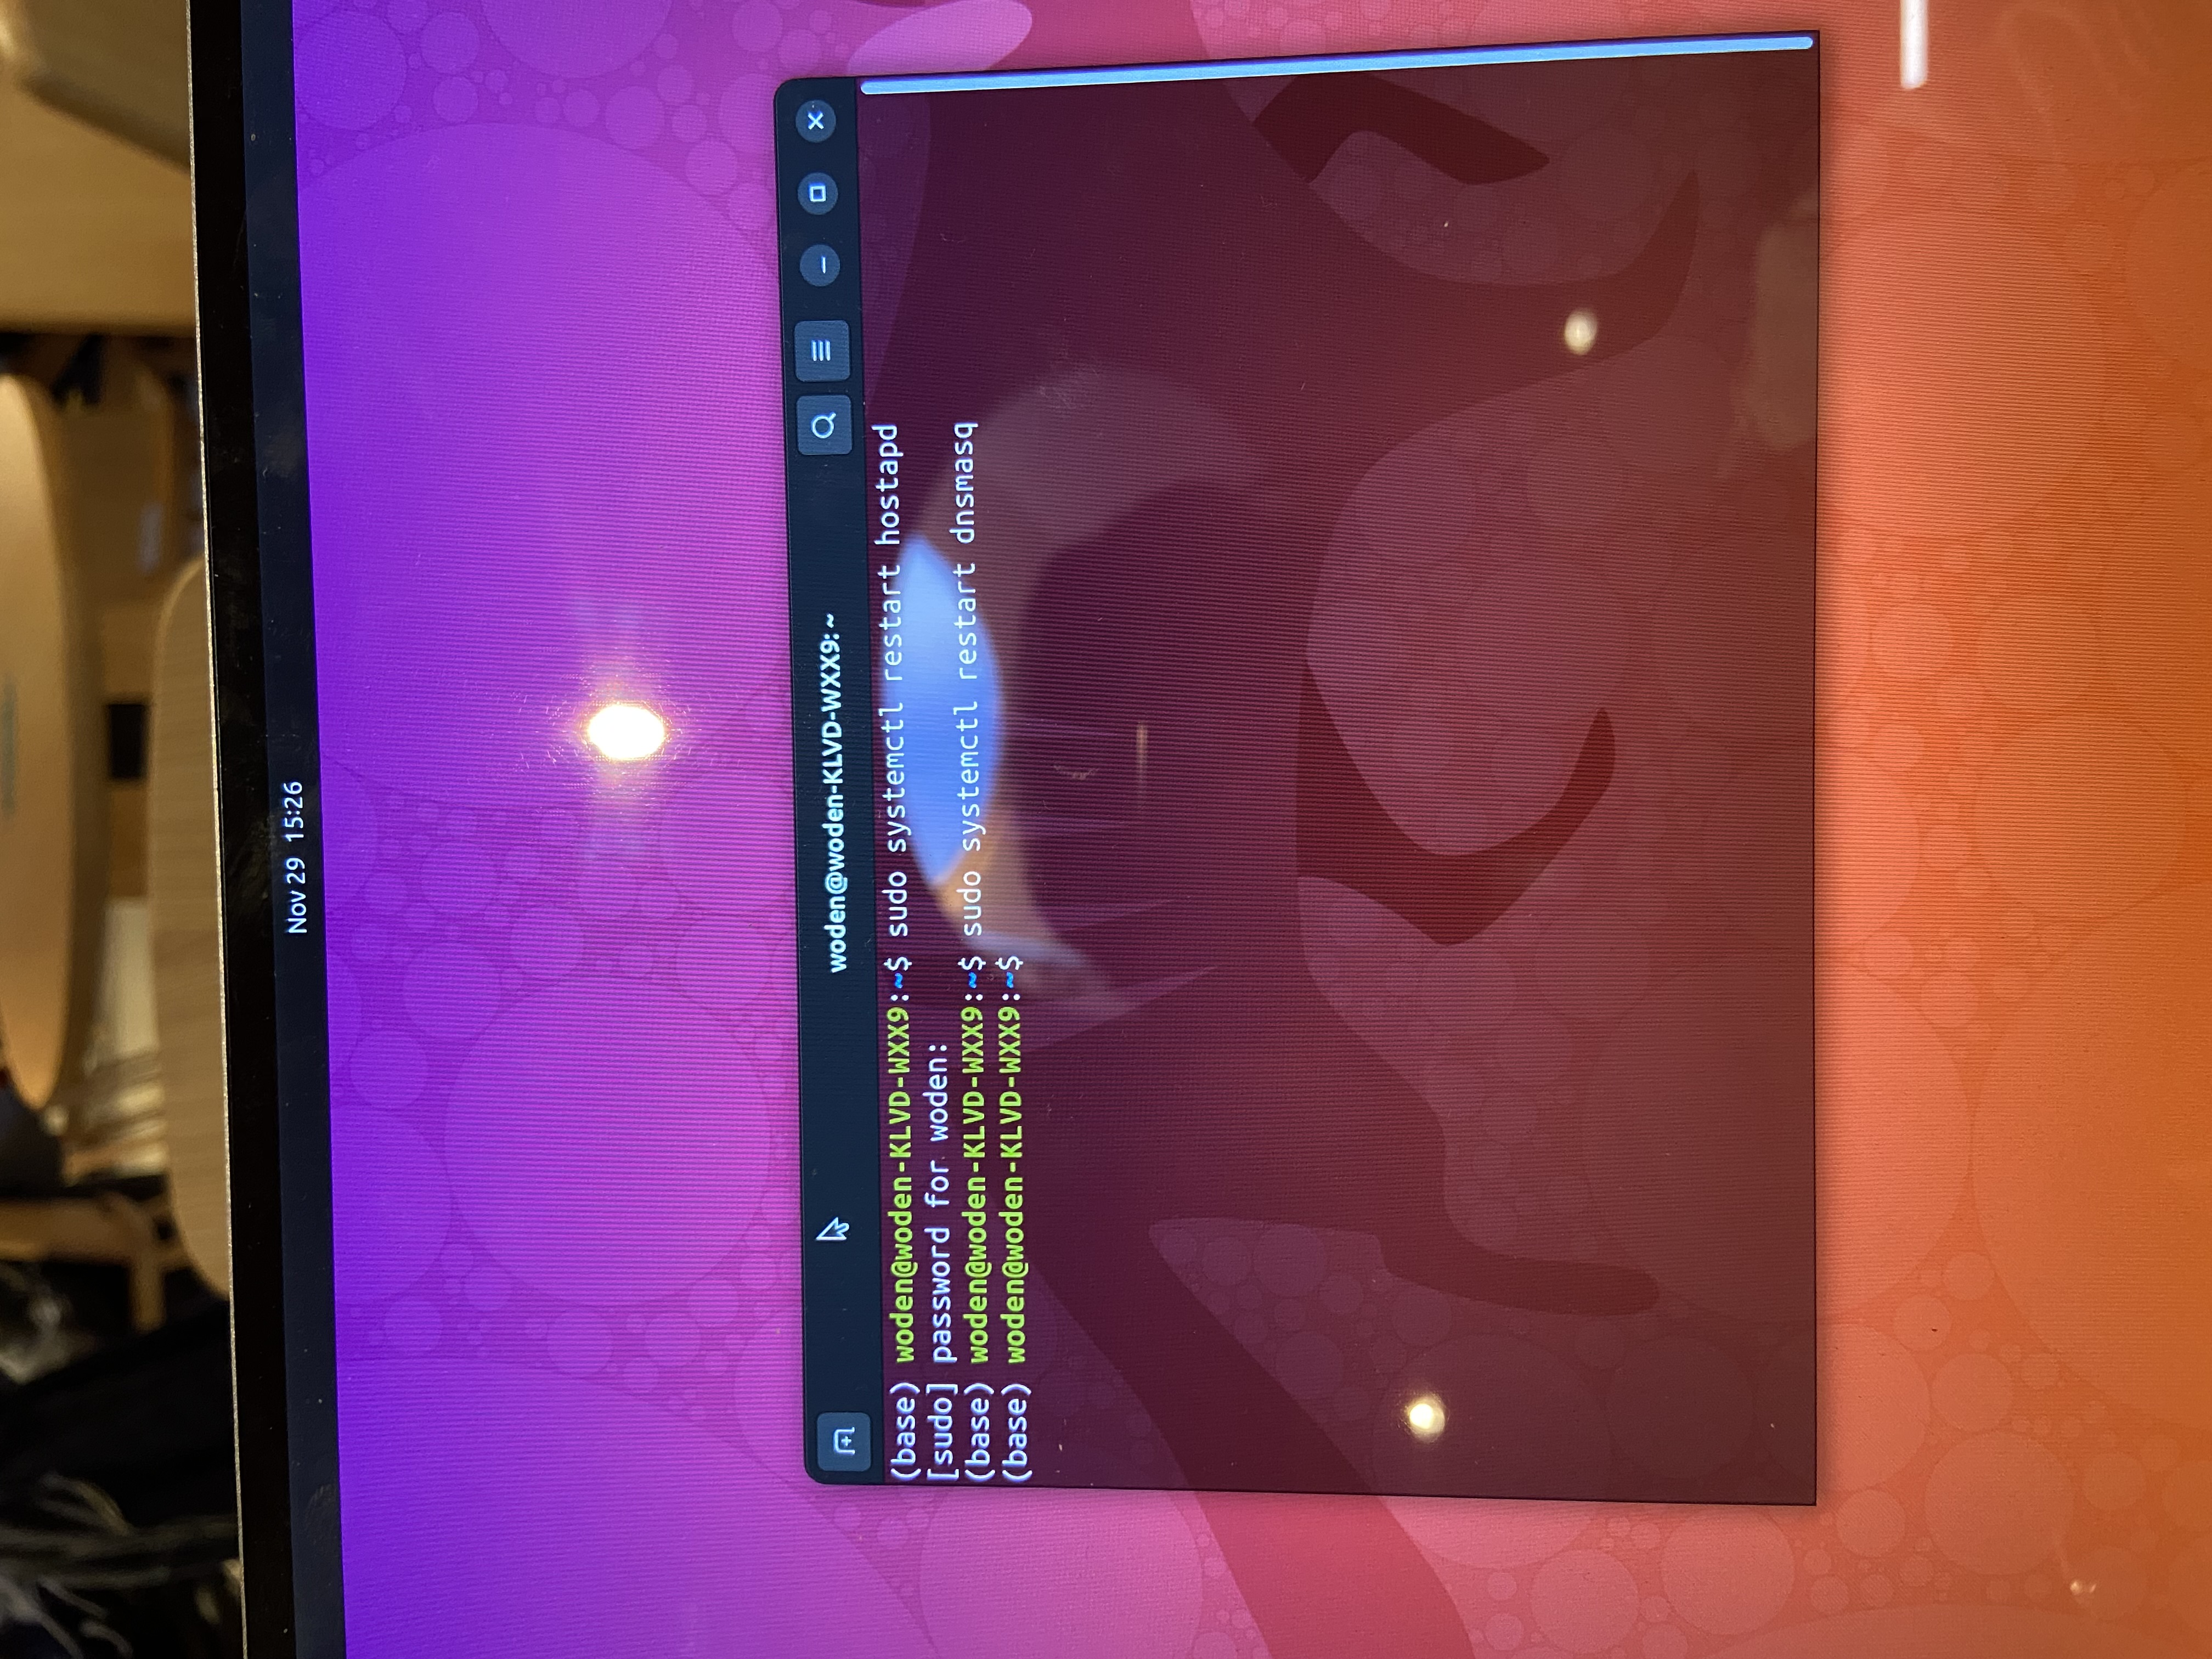 Nov 29 15:26
woden@woden-KLVD-WXX9: ~
(base) woden@woden-KLVD-WXX9:~$ sudo systemctl restart hostapd
[sudo] password for woden:
(base) woden@woden-KLVD-WXX9:~$ sudo systemctl restart dnsmasq
(base) woden@woden-KLVD-WXX9:~$